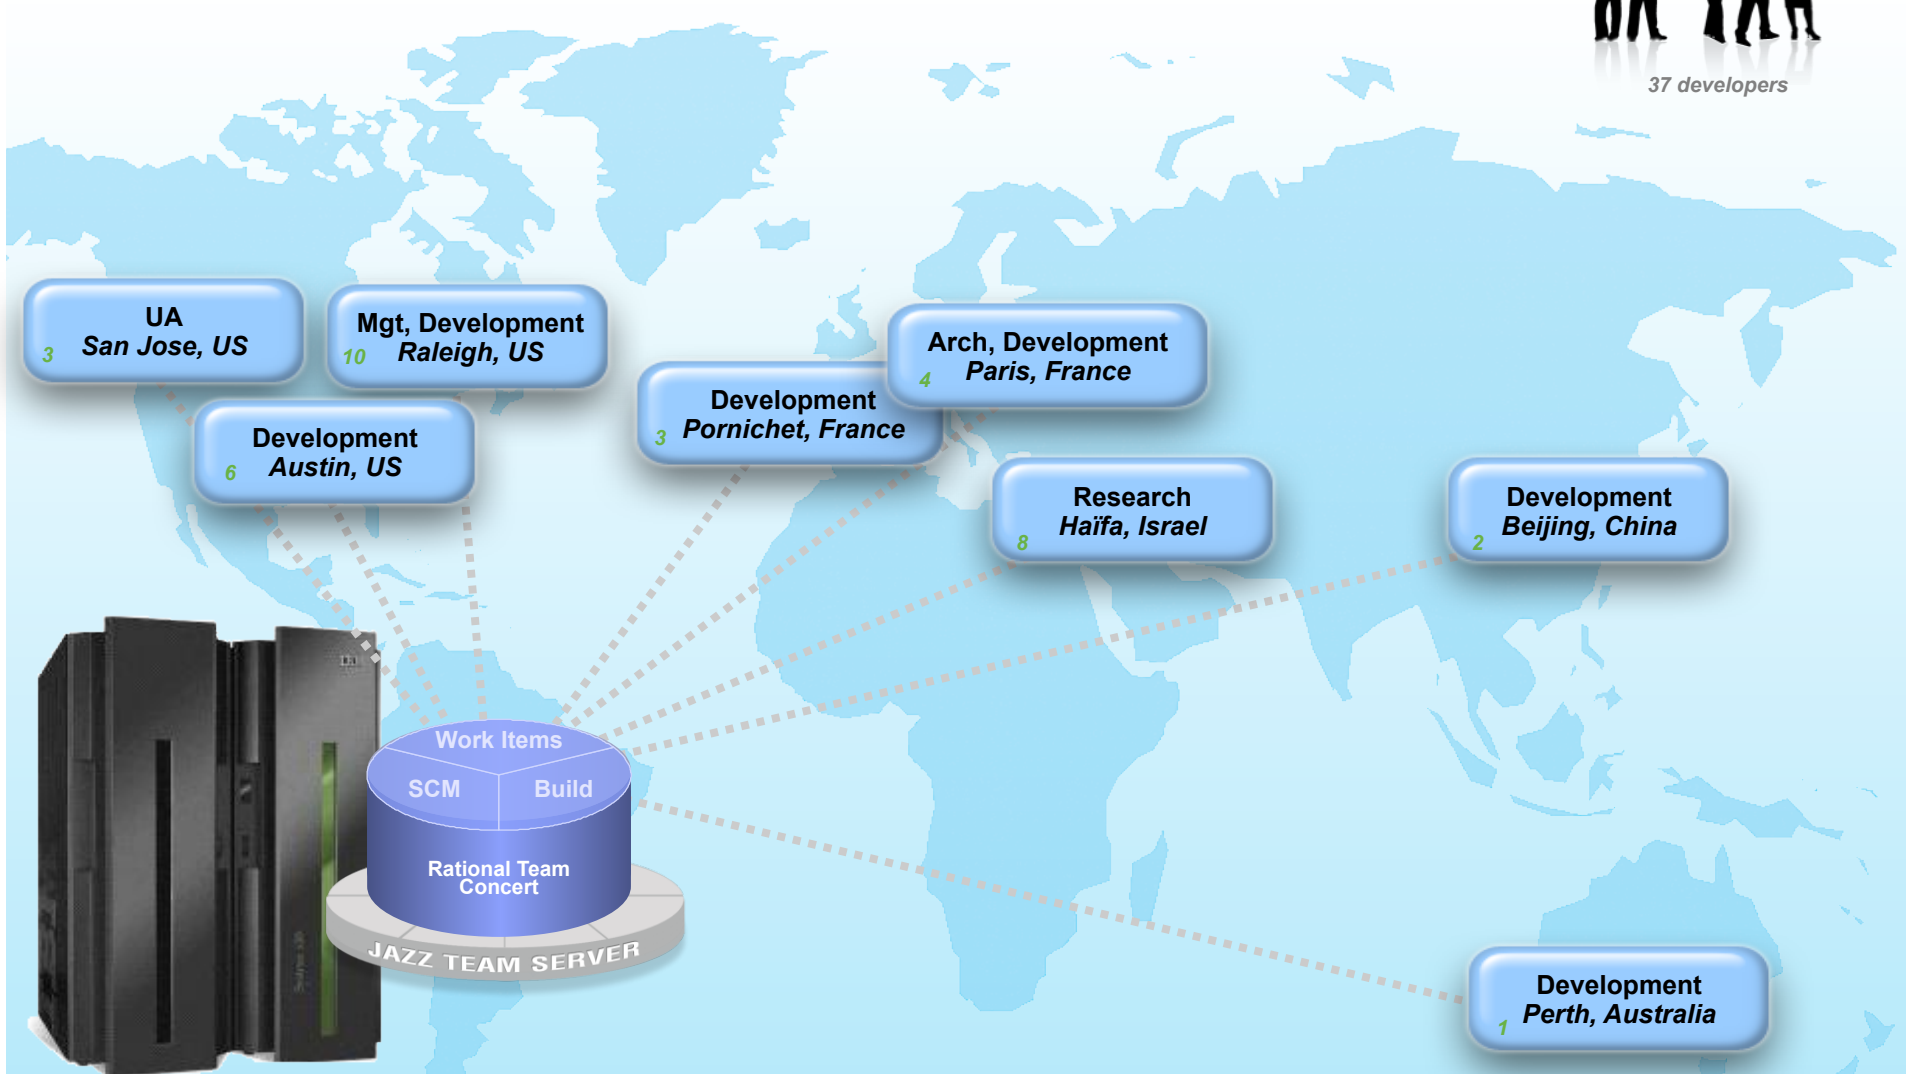 37 developers
UA
San Jose, US
3
Mgt, Development
Raleigh, US
10
Development
Austin, US
6
Development
Pornichet, France
3
Arch, Development
Paris, France
4
Research
Haïfa, Israel
8
Development
Beijing, China
2
Work Items
SCM
Build
Rational Team
Concert
JAZZ TEAM SERVER
Development
Perth, Australia
1